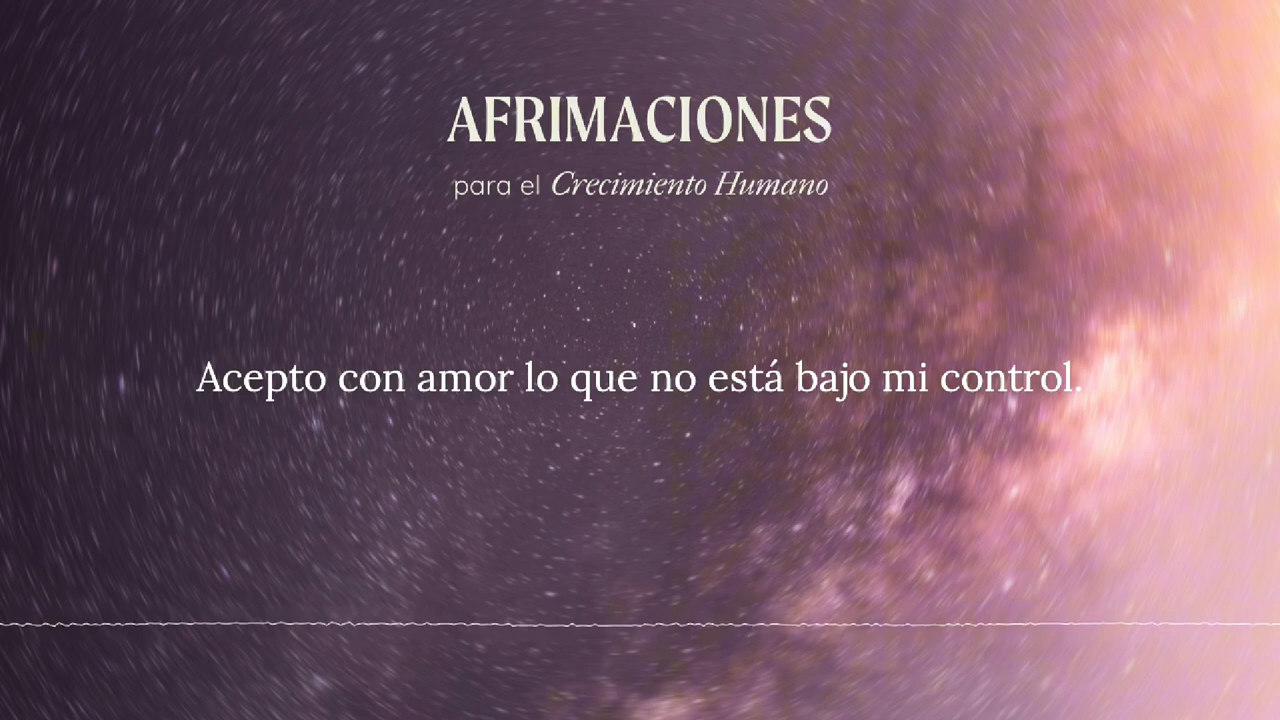 AFRIMACIONES
para el Crecimiento Humano
Acepto con amor lo que no está bajo mi control.